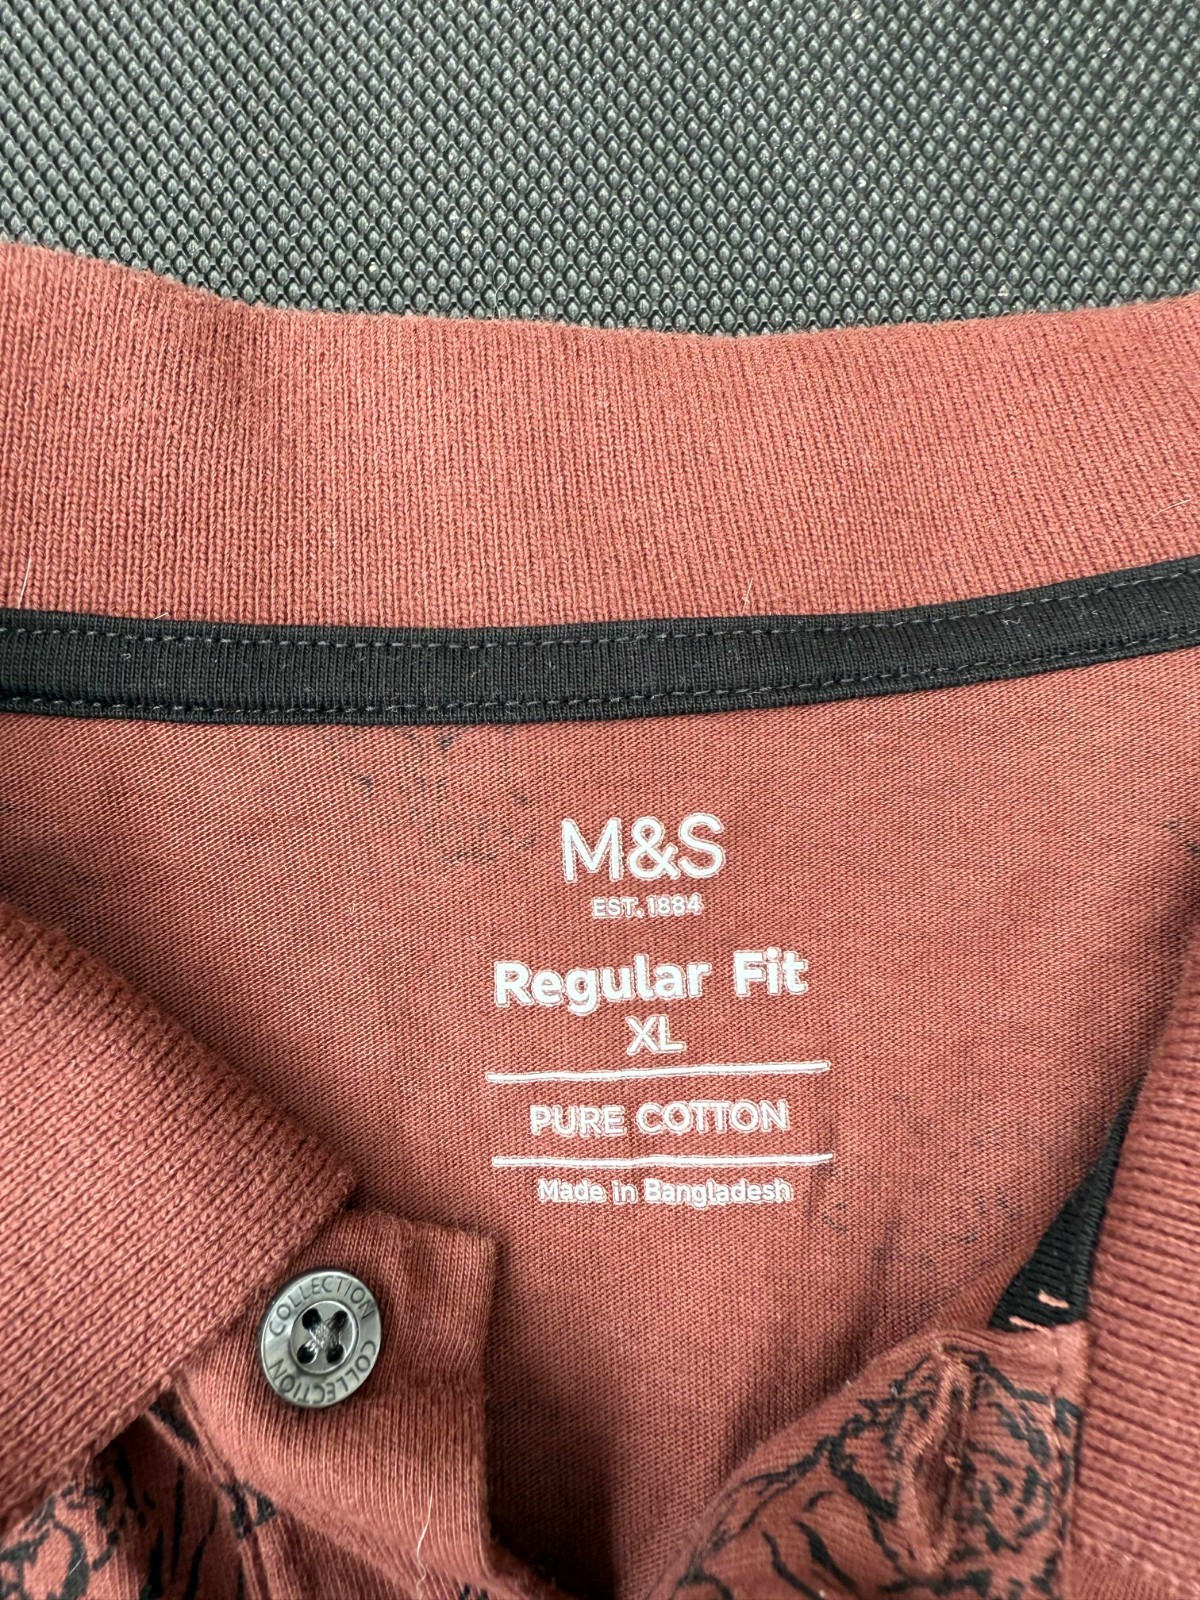 M&S
EST. 1884
Regular Fit
XL
PURE COTTON
Made in Bangladesh
COLLECTION COLLECTION